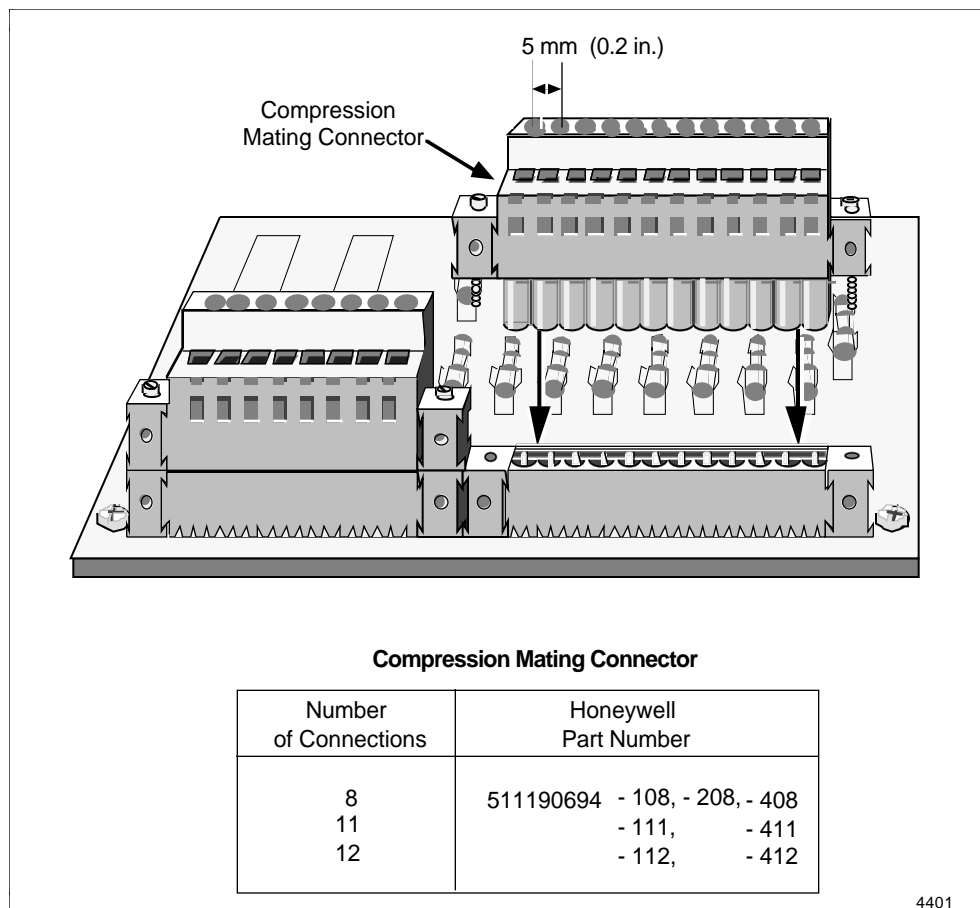 5 mm (0.2 in.)
Compression
Mating Connector
Compression Mating Connector
Number
of Connections
Honeywell
Part Number
8 511190694 - 108, - 208, - 408
11 - 111, - 411
12 - 112, - 412
4401